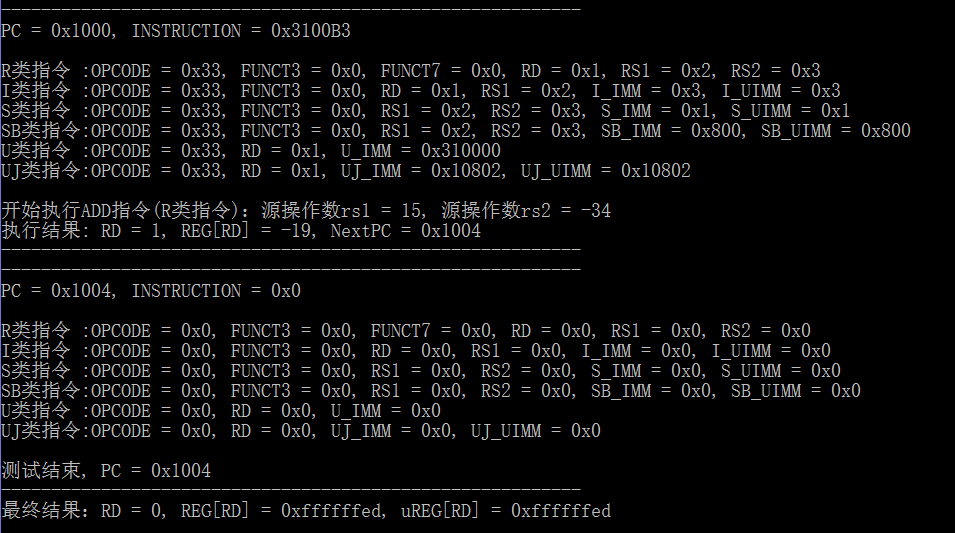 ----------------------------------------------------------
PC = 0x1000, INSTRUCTION = 0x3100B3
R类指令 :OPCODE = 0x33, FUNCT3 = 0x0, FUNCT7 = 0x0, RD = 0x1, RS1 = 0x2, RS2 = 0x3
I类指令 :OPCODE = 0x33, FUNCT3 = 0x0, RD = 0x1, RS1 = 0x2, I_IMM = 0x3, I_UIMM = 0x3
S类指令 :OPCODE = 0x33, FUNCT3 = 0x0, RS1 = 0x2, RS2 = 0x3, S_IMM = 0x1, S_UIMM = 0x1
SB类指令:OPCODE = 0x33, FUNCT3 = 0x0, RS1 = 0x2, RS2 = 0x3, SB_IMM = 0x800, SB_UIMM = 0x800
U类指令 :OPCODE = 0x33, RD = 0x1, U_IMM = 0x310000
UJ类指令:OPCODE = 0x33, RD = 0x1, UJ_IMM = 0x10802, UJ_UIMM = 0x10802
开始执行ADD指令(R类指令): 源操作数rs1 = 15, 源操作数rs2 = -34
执行结果: RD = 1, REG[RD] = -19, NextPC = 0x1004
----------------------------------------------------------
----------------------------------------------------------
PC = 0x1004, INSTRUCTION = 0x0
R类指令 :OPCODE = 0x0, FUNCT3 = 0x0, FUNCT7 = 0x0, RD = 0x0, RS1 = 0x0, RS2 = 0x0
I类指令 :OPCODE = 0x0, FUNCT3 = 0x0, RD = 0x0, RS1 = 0x0, I_IMM = 0x0, I_UIMM = 0x0
S类指令 :OPCODE = 0x0, FUNCT3 = 0x0, RS1 = 0x0, RS2 = 0x0, S_IMM = 0x0, S_UIMM = 0x0
SB类指令:OPCODE = 0x0, FUNCT3 = 0x0, RS1 = 0x0, RS2 = 0x0, SB_IMM = 0x0, SB_UIMM = 0x0
U类指令 :OPCODE = 0x0, RD = 0x0, U_IMM = 0x0
UJ类指令:OPCODE = 0x0, RD = 0x0, UJ_IMM = 0x0, UJ_UIMM = 0x0
测试结束, PC = 0x1004
----------------------------------------------------------
最终结果: RD = 0, REG[RD] = 0xffffffed, uREG[RD] = 0xffffffed